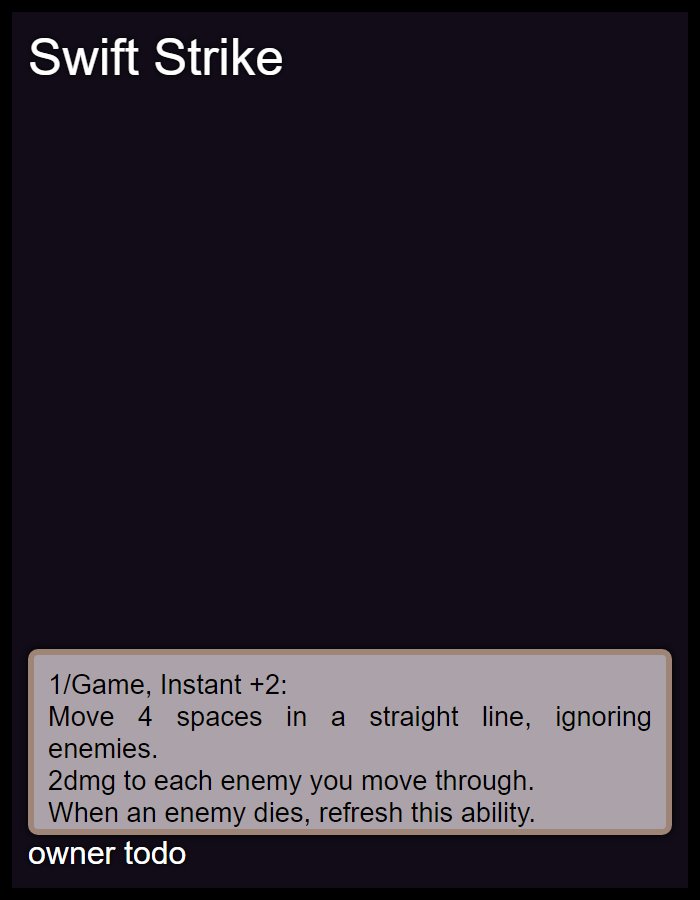 Swift Strike
1/Game, Instant +2:
Move 4 spaces in a straight line, ignoring
enemies.
2dmg to each enemy you move through.
When an enemy dies, refresh this ability.
owner todo